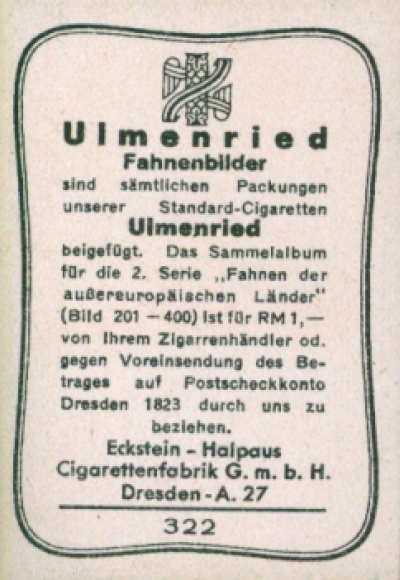 Ulmenried
Fahnenbilder
sind sämtlichen Packungen
unserer Standard-Cigaretten
Ulmenried
beigefügt. Das Sammelalbum
für die 2. Serie „Fahnen der
außereuropäischen Länder"
(Bild 201 – 400) ist für RM 1,—
von Ihrem Zigarrenhändler od.
gegen Voreinsendung des Be-
trages auf Postscheckkonto
Dresden 1823 durch uns zu
beziehen.
Eckstein - Halpaus
Cigarettenfabrik G. m. b. H.
Dresden - A. 27
322